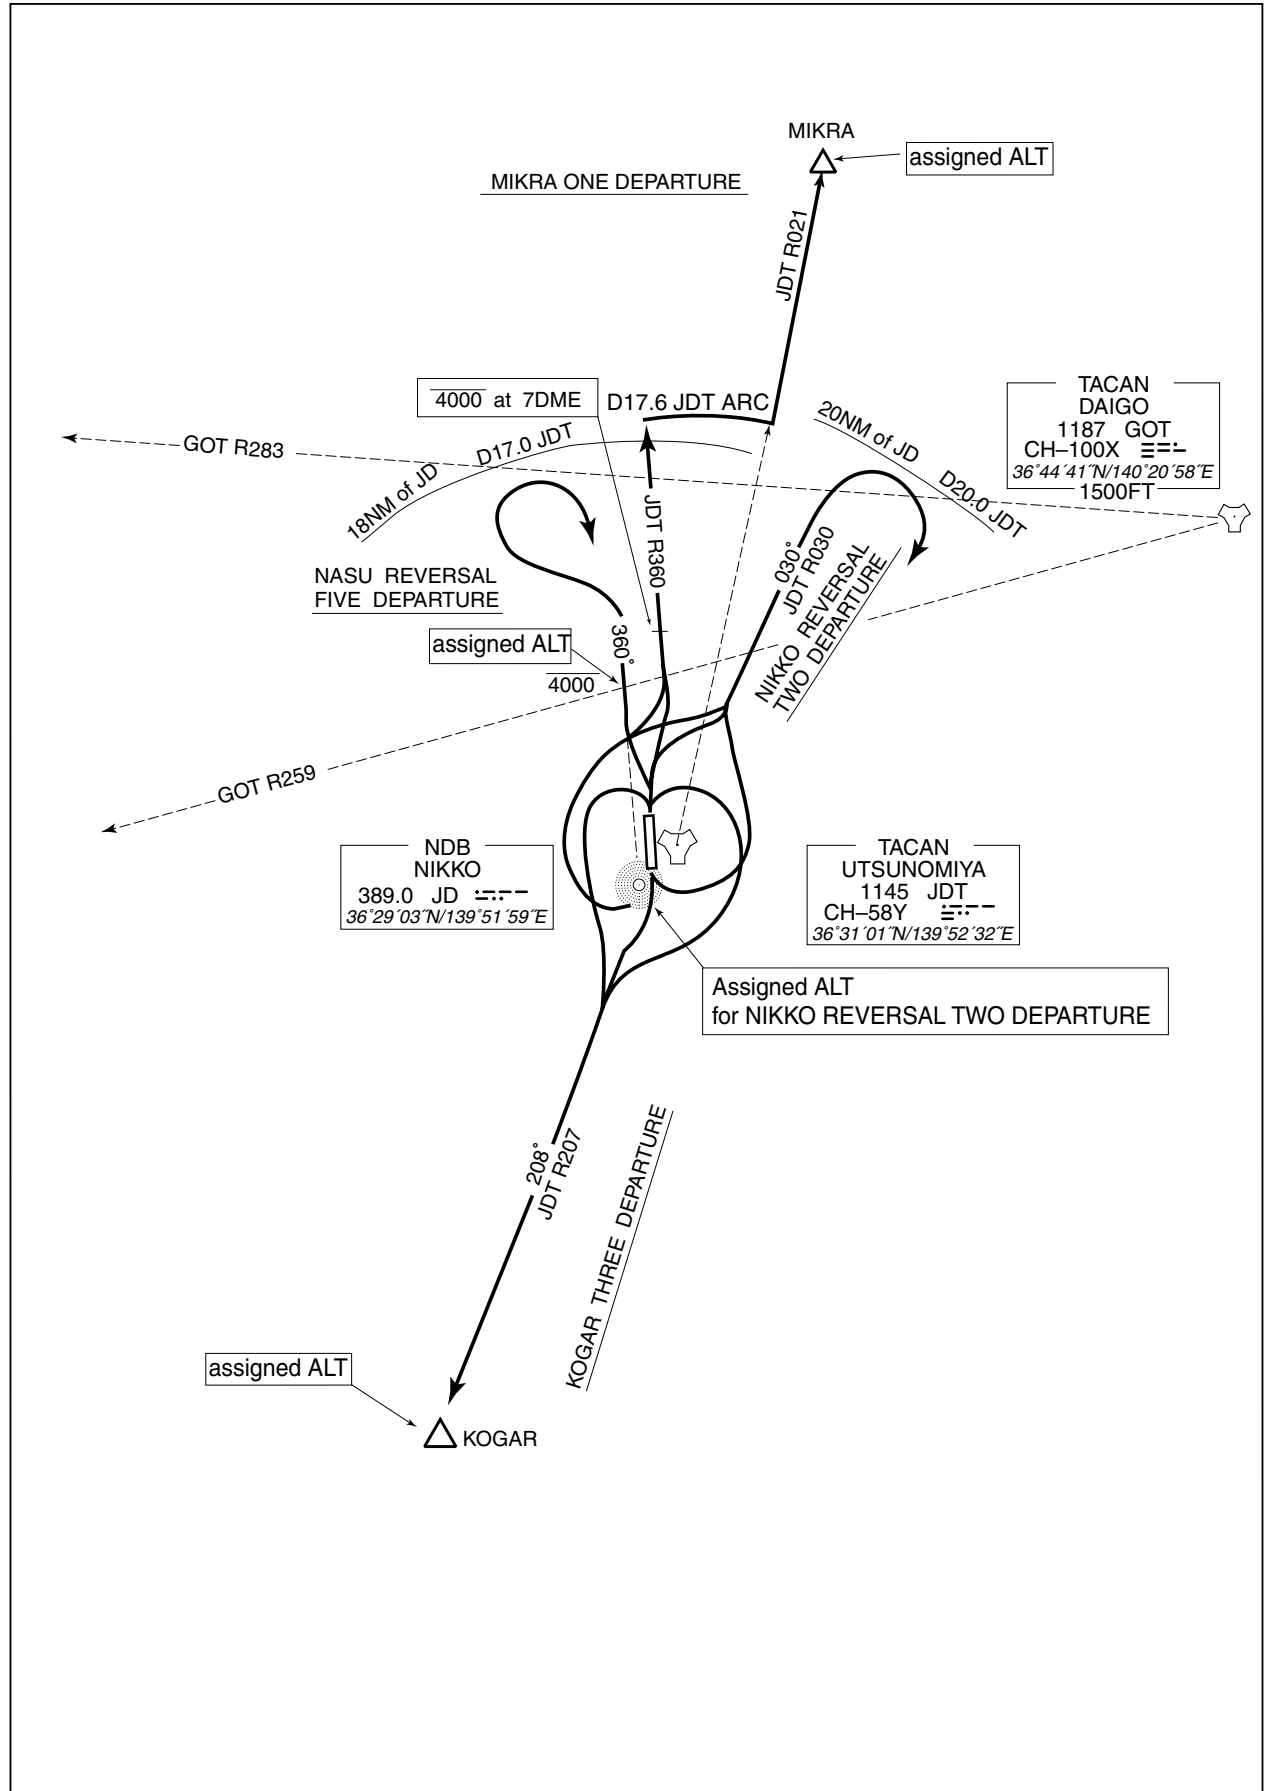 MIKRA
assigned ALT
MIKRA ONE DEPARTURE
JDT R021
4000 at 7DME
D17.6 JDT ARC
TACAN
DAIGO
1187 GOT
CH–100X
36°44′41″N/140°20′58″E
1500FT
GOT R283
18NM of JD
D17.0 JDT
20NM of JD
D20.0 JDT
JDT R360
030°
JDT R030
NIKKO REVERSAL
TWO DEPARTURE
NASU REVERSAL
FIVE DEPARTURE
360°
assigned ALT
4000
GOT R259
NDB
NIKKO
389.0 JD
36°29′03″N/139°51′59″E
TACAN
UTSUNOMIYA
1145 JDT
CH–58Y
36°31′01″N/139°52′32″E
Assigned ALT
for NIKKO REVERSAL TWO DEPARTURE
208°
JDT R207
KOGAR THREE DEPARTURE
assigned ALT
KOGAR